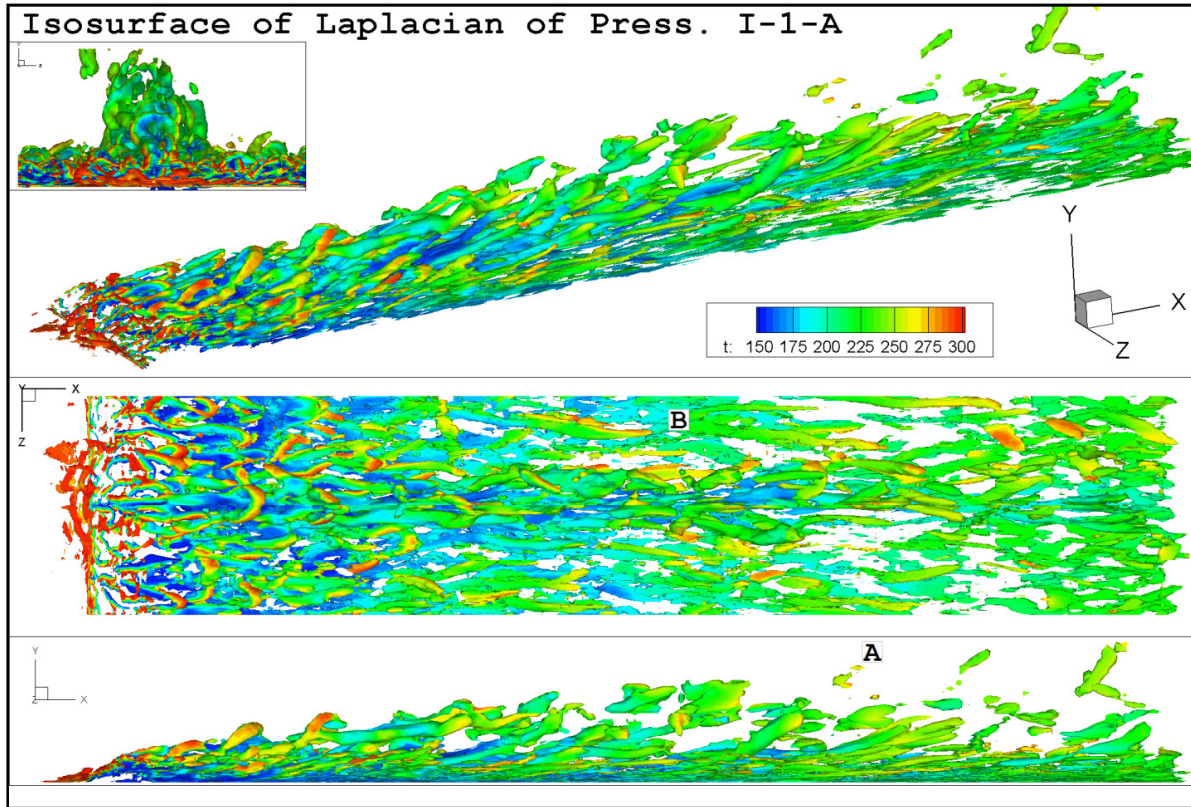 Isosurface of Laplacian of Press. I-1-A
Y
Z
Y
X
Z
t: 150 175 200 225 250 275 300
Y
X
Z
B
A
Y
Z
X